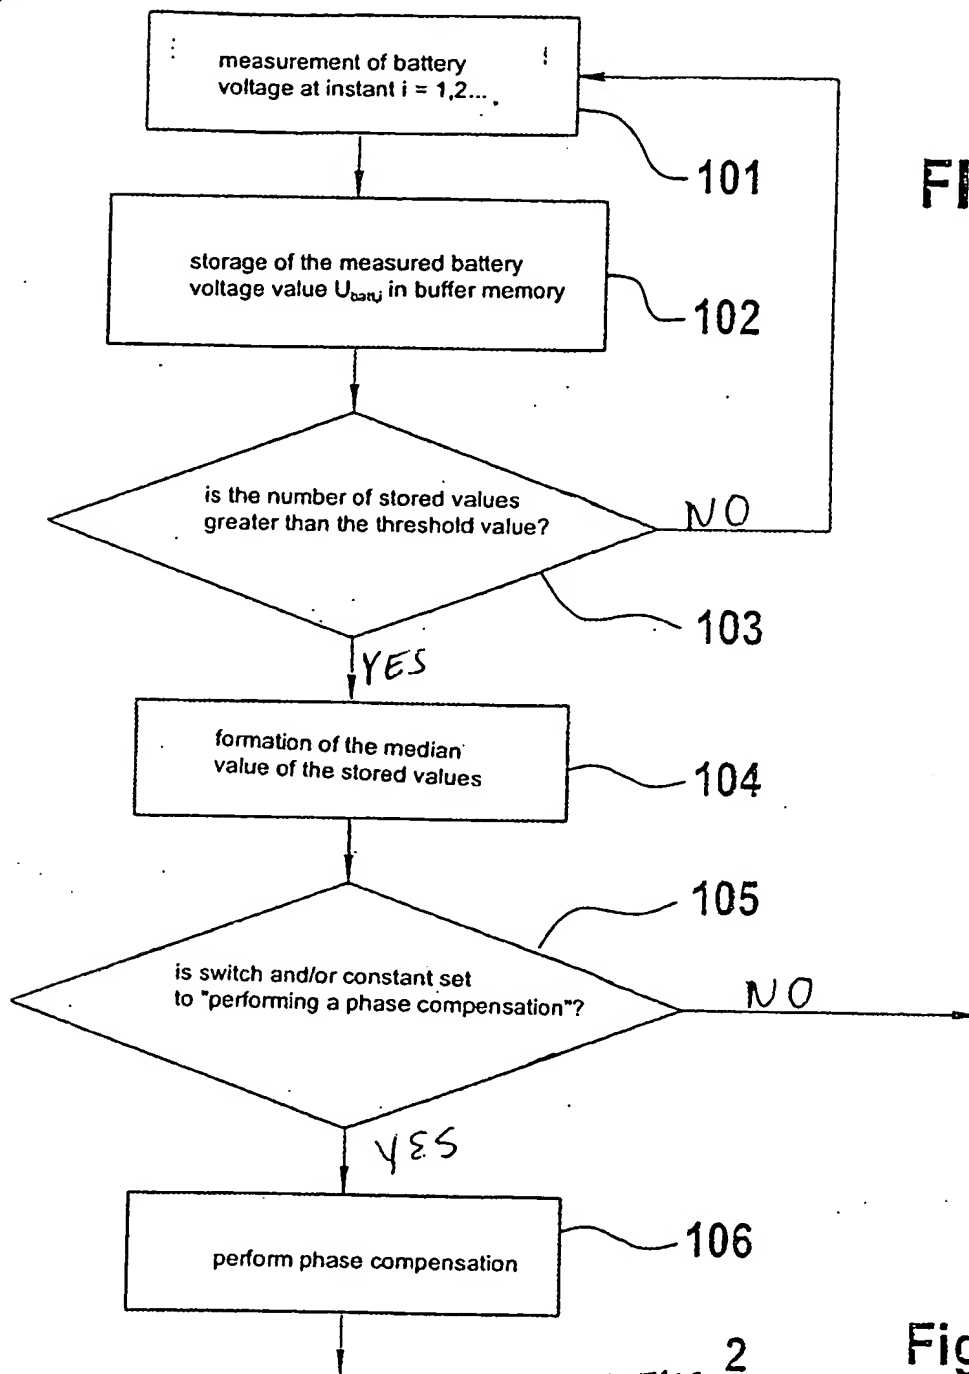 measurement of battery
voltage at instant i = 1,2...
101
storage of the measured battery
voltage value U in buffer memory
102
is the number of stored values
greater than the threshold value?
NO
103
YES
formation of the median
value of the stored values
104
105
is switch and/or constant set
to "performing a phase compensation"?
NO
YES
perform phase compensation
106
2
Fig